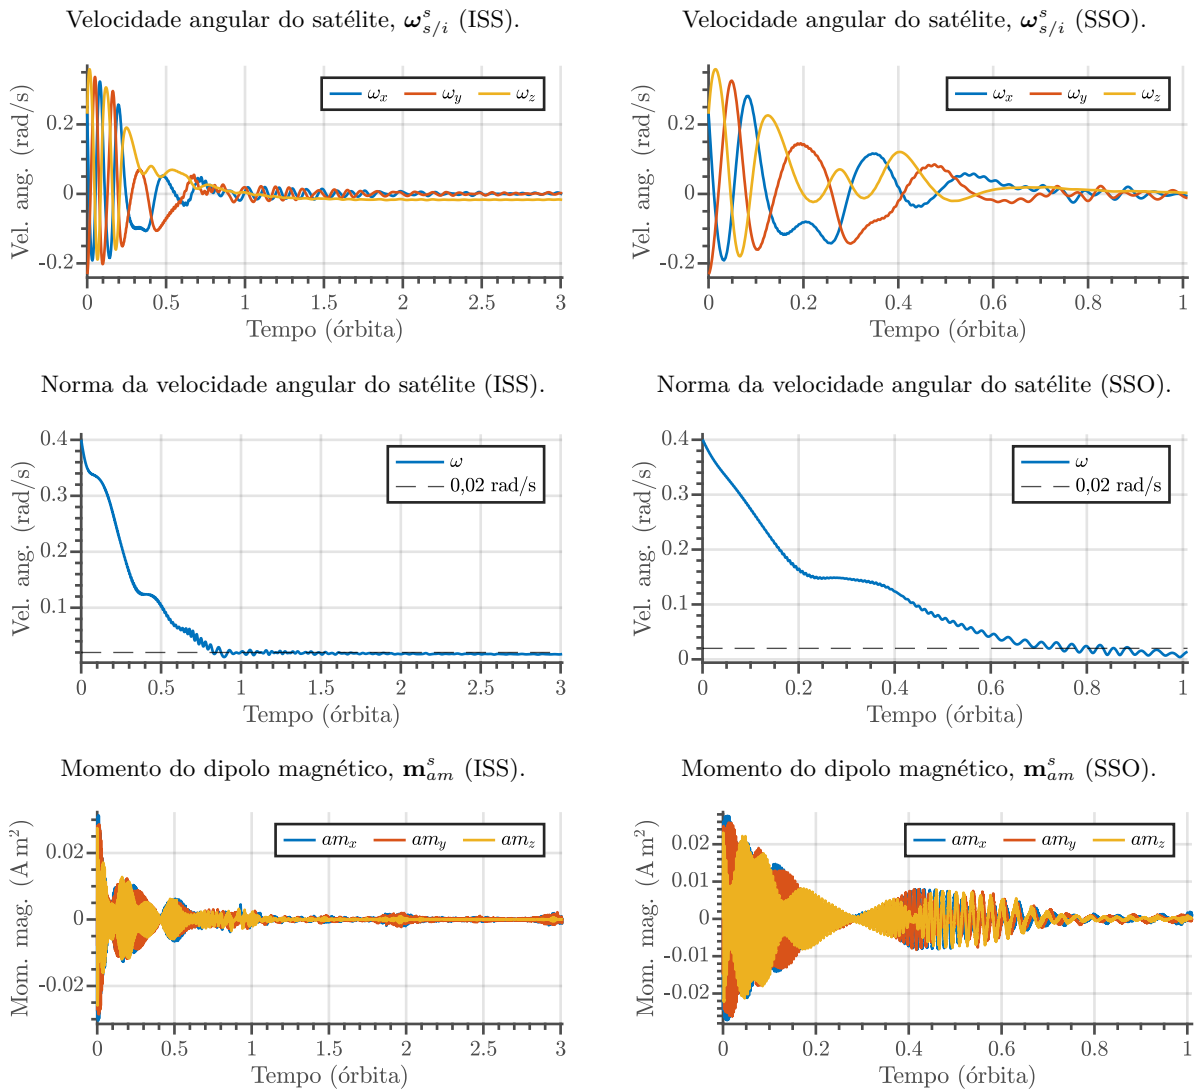 Velocidade angular do satélite, ω^s_{s/i} (ISS).
Vel. ang. (rad/s)
0.2
0
-0.2
ω_x ω_y ω_z
0 0.5 1 1.5 2 2.5 3
Tempo (órbita)
Velocidade angular do satélite, ω^s_{s/i} (SSO).
Vel. ang. (rad/s)
0.2
0
-0.2
ω_x ω_y ω_z
0 0.2 0.4 0.6 0.8 1
Tempo (órbita)
Norma da velocidade angular do satélite (ISS).
Vel. ang. (rad/s)
0.4
0.3
0.2
0.1
ω
0,02 rad/s
0 0.5 1 1.5 2 2.5 3
Tempo (órbita)
Norma da velocidade angular do satélite (SSO).
Vel. ang. (rad/s)
0.4
0.3
0.2
0.1
0
ω
0,02 rad/s
0 0.2 0.4 0.6 0.8 1
Tempo (órbita)
Momento do dipolo magnético, m^s_{am} (ISS).
Mom. mag. (A m²)
0.02
0
-0.02
am_x am_y am_z
0 0.5 1 1.5 2 2.5 3
Tempo (órbita)
Momento do dipolo magnético, m^s_{am} (SSO).
Mom. mag. (A m²)
0.02
0.01
0
-0.01
-0.02
am_x am_y am_z
0 0.2 0.4 0.6 0.8 1
Tempo (órbita)